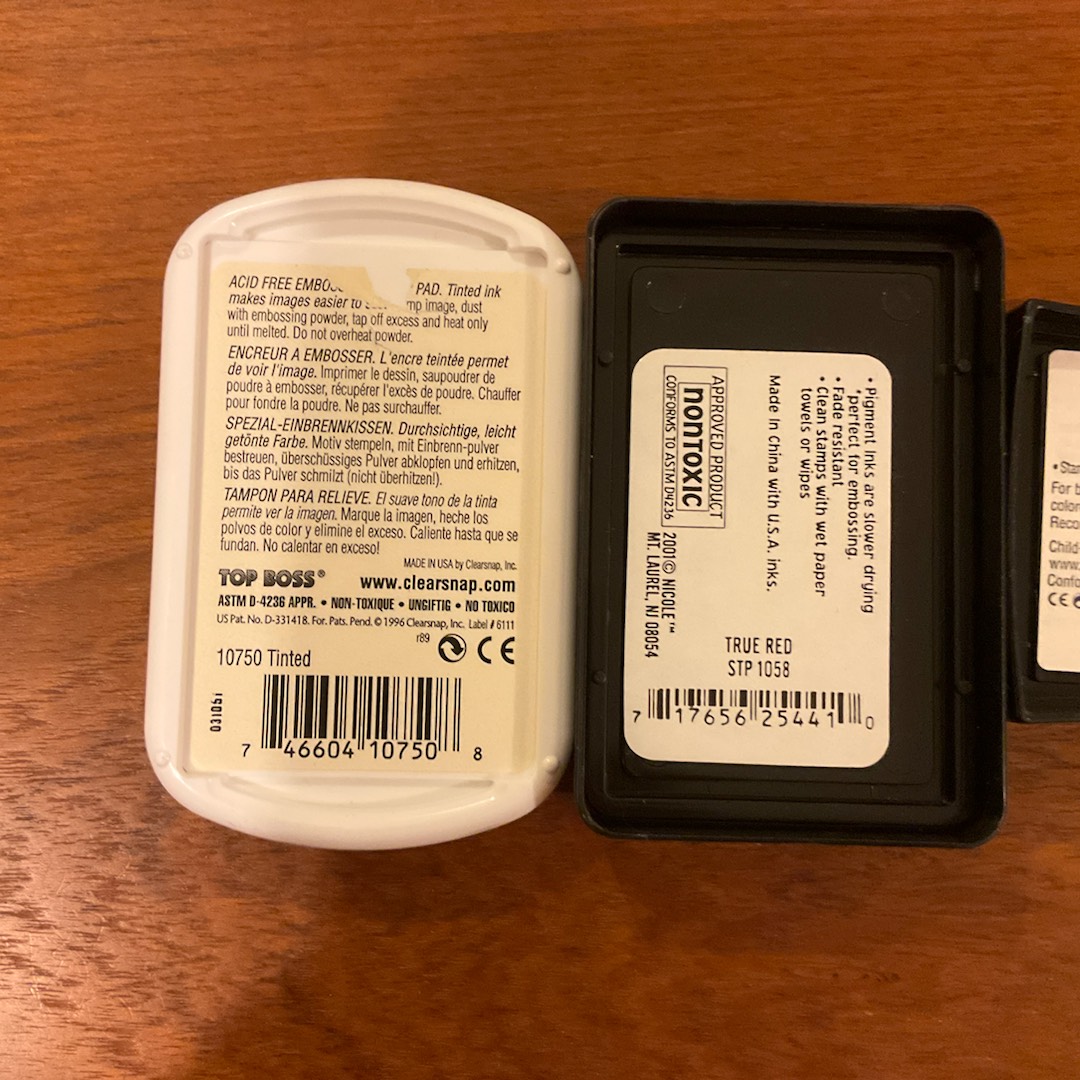 ACID FREE PAD. Tinted ink
makes images easier to image, dust
with embossing powder, tap off excess and heat only
until melted. Do not overheat powder.
ENCREUR A EMBOSSER. L'encre teintée permet
de voir l'image. Imprimer le dessin, saupoudrer de
poudre à embosser, récupérer l'excès de poudre. Chauffer
pour fondre la poudre. Ne pas surchauffer.
SPEZIAL-EINBRENNKISSEN. Durchsichtige, leicht
getönte Farbe. Motiv stempeln, mit Einbrenn-pulver
bestreuen, überschüssiges Pulver abklopfen und erhitzen,
bis das Pulver schmilzt (nicht überhitzen!).
TAMPON PARA RELIEVE. El suave tono de la tinta
permite ver la imagen. Marque la imagen, heche los
polvos de color y elimine el exceso. Caliente hasta que se
fundan. No calentar en exceso!
MADE IN USA by Clearsnap, Inc.
TOP BOSS® www.clearsnap.com
ASTM D-4236 APPR. • NON-TOXIQUE • UNGIFTIG • NO TOXICO
US Pat. No. D-331418. For. Pats. Pend. © 1996 Clearsnap, Inc. Label # 6111
r89
CE
10750 Tinted
031051
7 46604 10750 8
• Pigment inks are slower drying
*perfect for embossing.
• Fade resistant
• Clean stamps with wet paper
towels or wipes
Made in China with U.S.A. inks.
APPROVED PRODUCT
nonToxic
CONFORMS TO ASTM D4236
2001© NICOLE™
MT. LAUREL, NJ 08054
TRUE RED
STP 1058
7 17656 25441 0
For
Child
www.
CE